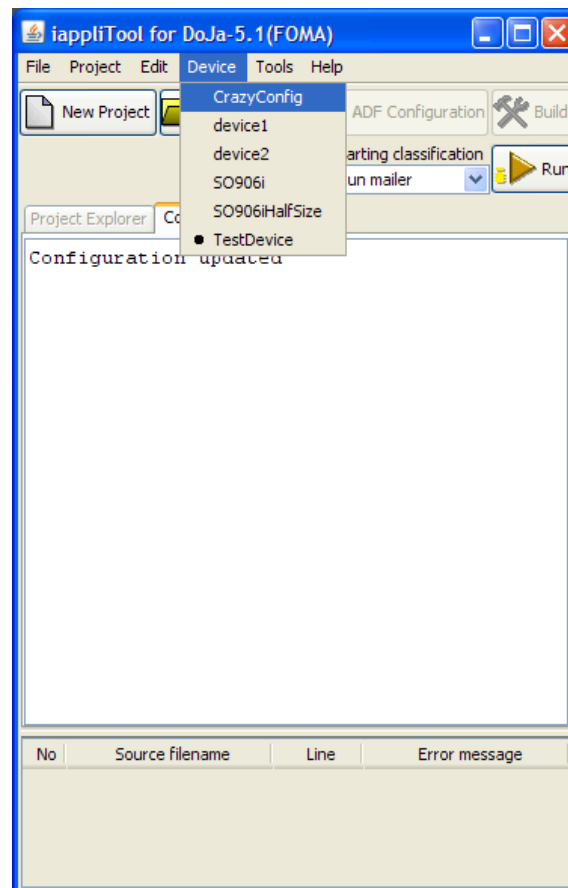 iappliTool for DoJa-5.1(FOMA)
File Project Edit Device Tools Help
New Project ADF Configuration Build
CrazyConfig
device1
device2
SO906i
SO906iHalfSize
TestDevice
arting classification
un mailer
Run
Project Explorer Co
Configuration updated
No Source filename Line Error message